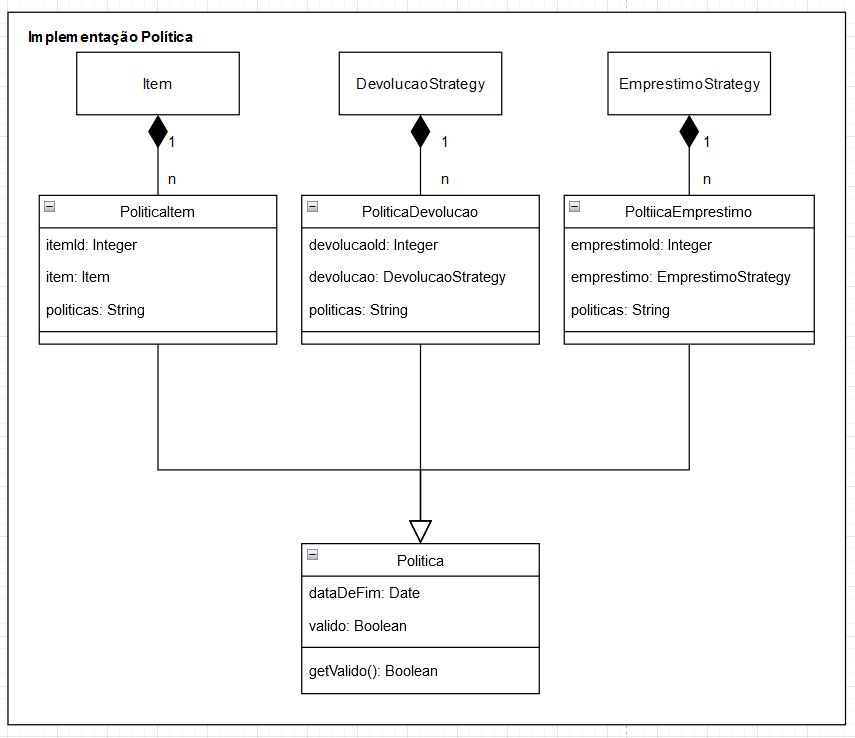 Implementação Política
Item
DevolucaoStrategy
EmprestimoStrategy
1
1
1
n
n
n
PoliticaItem
itemId: Integer
item: Item
politicas: String
PoliticaDevolucao
devolucaoId: Integer
devolucao: DevolucaoStrategy
politicas: String
PoltiicaEmprestimo
emprestimoId: Integer
emprestimo: EmprestimoStrategy
politicas: String
Politica
dataDeFim: Date
valido: Boolean
getValido(): Boolean